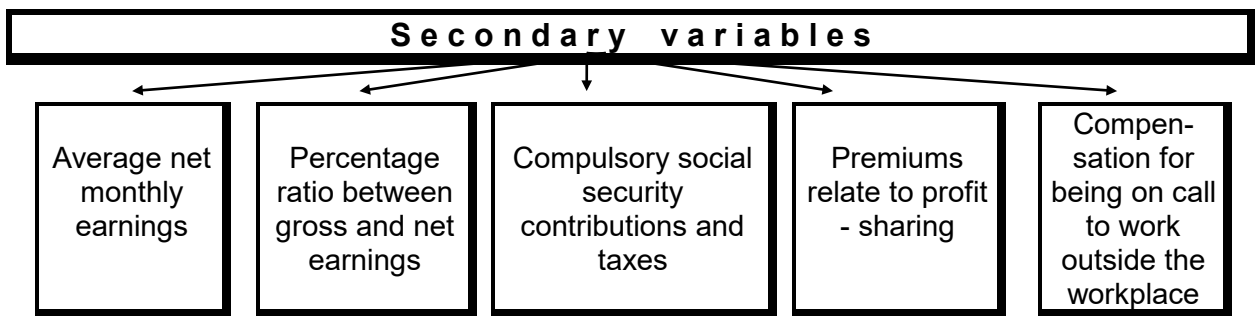 Secondary variables
Average net
monthly
earnings
Percentage
ratio between
gross and net
earnings
Compulsory social
security
contributions and
taxes
Premiums
relate to profit
- sharing
Compen-
sation for
being on call
to work
outside the
workplace